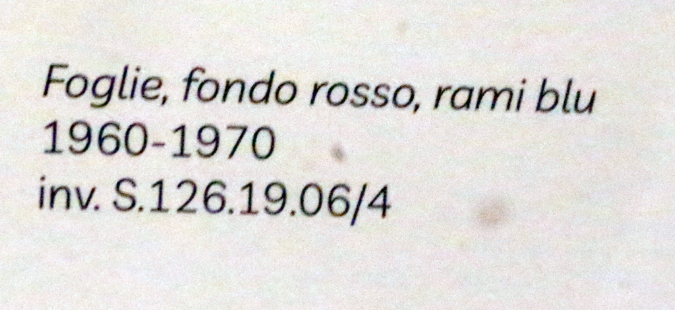 Foglie, fondo rosso, rami blu
1960-1970
inv. S.126.19.06/4